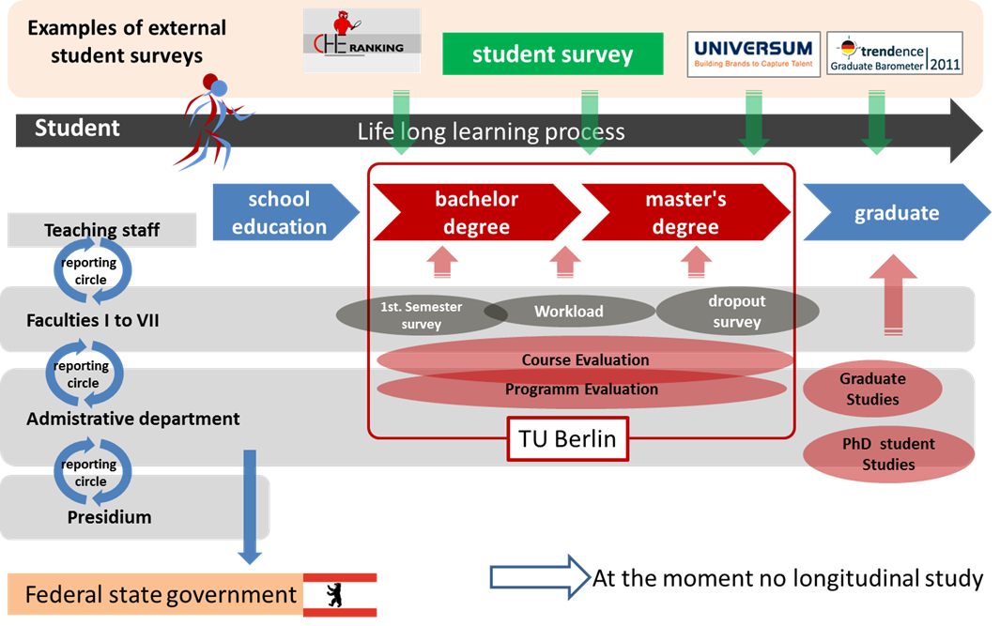 Examples of external
student surveys
CHE RANKING
student survey
UNIVERSUM
Building Brands to Capture Talent
trendence
Graduate Barometer 2011
Student
Life long learning process
school
education
bachelor
degree
master's
degree
graduate
Teaching staff
reporting
circle
Faculties I to VII
1st. Semester
survey
Workload
dropout
survey
reporting
circle
Course Evaluation
Programm Evaluation
Graduate
Studies
Admistrative department
TU Berlin
PhD student
Studies
reporting
circle
Presidium
Federal state government
At the moment no longitudinal study